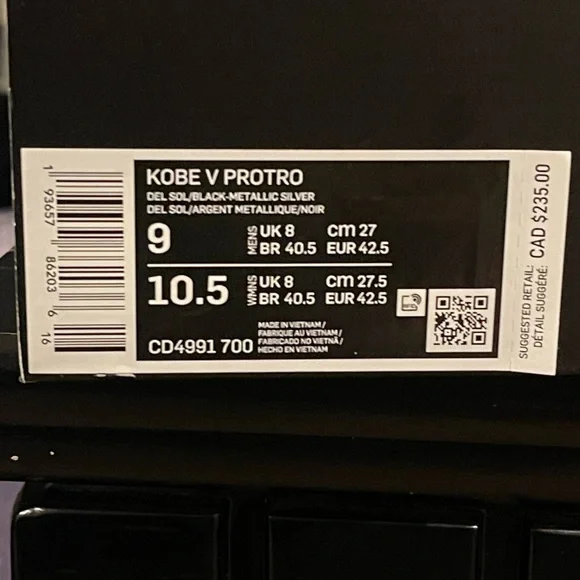 KOBE V PROTRO
DEL SOL/BLACK-METALLIC SILVER
DEL SOL/ARGENT METALLIQUE/NOIR
9 MENS UK 8 CM 27
BR 40.5 EUR 42.5
10.5 WMNS UK 8 CM 27.5
BR 40.5 EUR 42.5
CD4991 700
MADE IN VIETNAM/
FABRIQUE AU VIETNAM/
FABRICADO NO VIETNÃ/
HECHO EN VIETNAM
1 93657 86203 6
16
SUGGESTED RETAIL:
DÉTAIL SUGGÉRÉ:
CAD $235.00